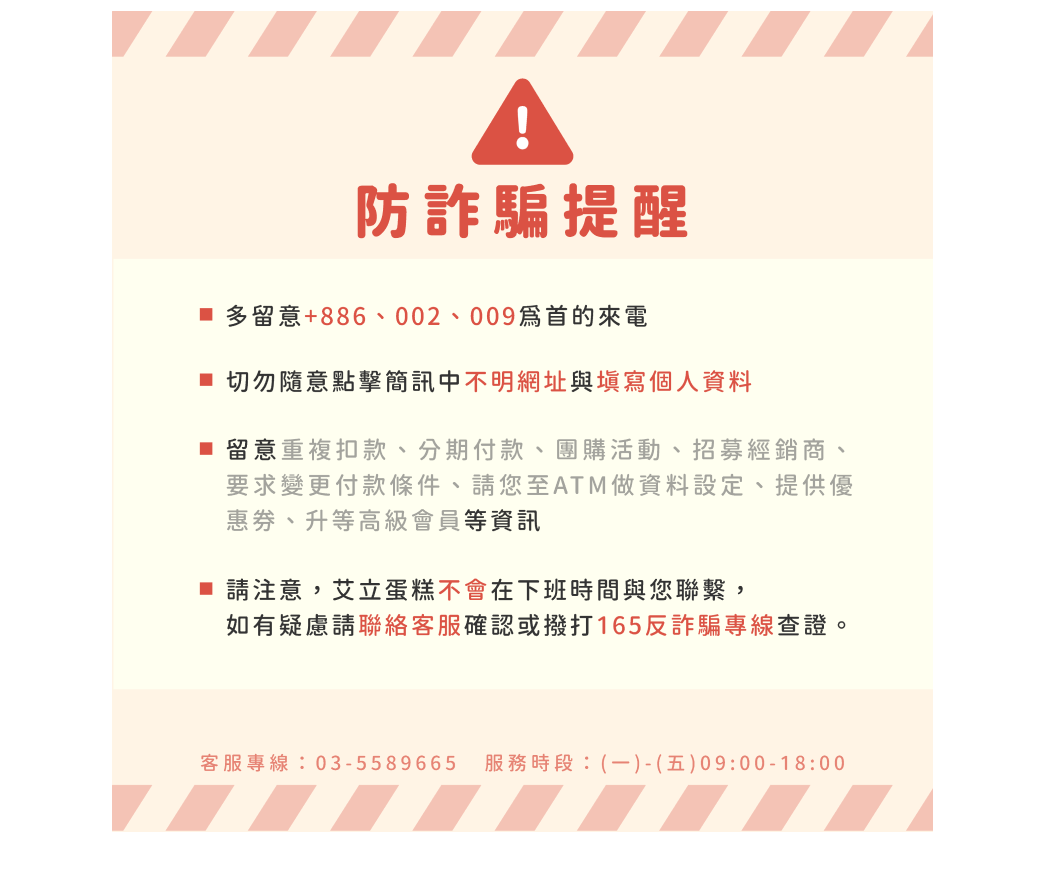 防詐騙提醒
多留意+886、002、009為首的來電
切勿隨意點擊簡訊中不明網址與填寫個人資料
留意重複扣款、分期付款、團購活動、招募經銷商、
要求變更付款條件、請您至ATM做資料設定、提供優
惠券、升等高級會員等資訊
請注意，艾立蛋糕不會在下班時間與您聯繫，
如有疑慮請聯絡客服確認或撥打165反詐騙專線查證。
客服專線：03-5589665 服務時段：(一)-(五)09:00-18:00